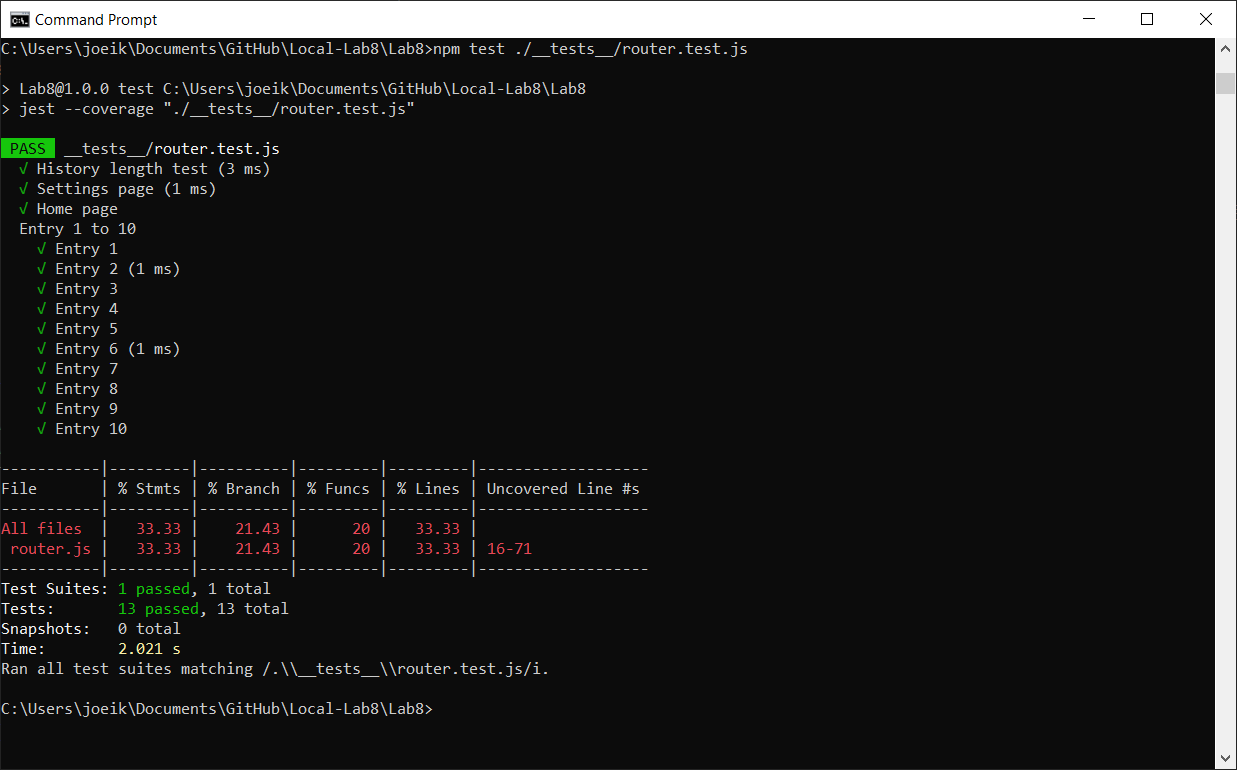 Command Prompt
C:\Users\joeik\Documents\GitHub\Local-Lab8\Lab8>npm test ./__tests__/router.test.js
> Lab8@1.0.0 test C:\Users\joeik\Documents\GitHub\Local-Lab8\Lab8
> jest --coverage "./__tests__/router.test.js"
PASS __tests__/router.test.js
√ History length test (3 ms)
√ Settings page (1 ms)
√ Home page
Entry 1 to 10
√ Entry 1
√ Entry 2 (1 ms)
√ Entry 3
√ Entry 4
√ Entry 5
√ Entry 6 (1 ms)
√ Entry 7
√ Entry 8
√ Entry 9
√ Entry 10
-----------|---------|----------|---------|---------|-------------------
File | % Stmts | % Branch | % Funcs | % Lines | Uncovered Line #s
-----------|---------|----------|---------|---------|-------------------
All files | 33.33 | 21.43 | 20 | 33.33 |
router.js | 33.33 | 21.43 | 20 | 33.33 | 16-71
-----------|---------|----------|---------|---------|-------------------
Test Suites: 1 passed, 1 total
Tests: 13 passed, 13 total
Snapshots: 0 total
Time: 2.021 s
Ran all test suites matching /.\\__tests__\\router.test.js/i.
C:\Users\joeik\Documents\GitHub\Local-Lab8\Lab8>